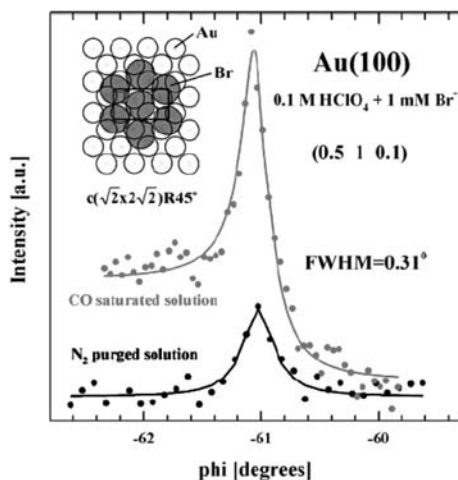 Au
Br
c(√2x2√2)R45°
Au(100)
0.1 M HClO₄ + 1 mM Br⁻
(0.5 1 0.1)
FWHM=0.31⁰
CO saturated solution
N₂ purged solution
Intensity [a.u.]
-62 -61 -60
phi [degrees]